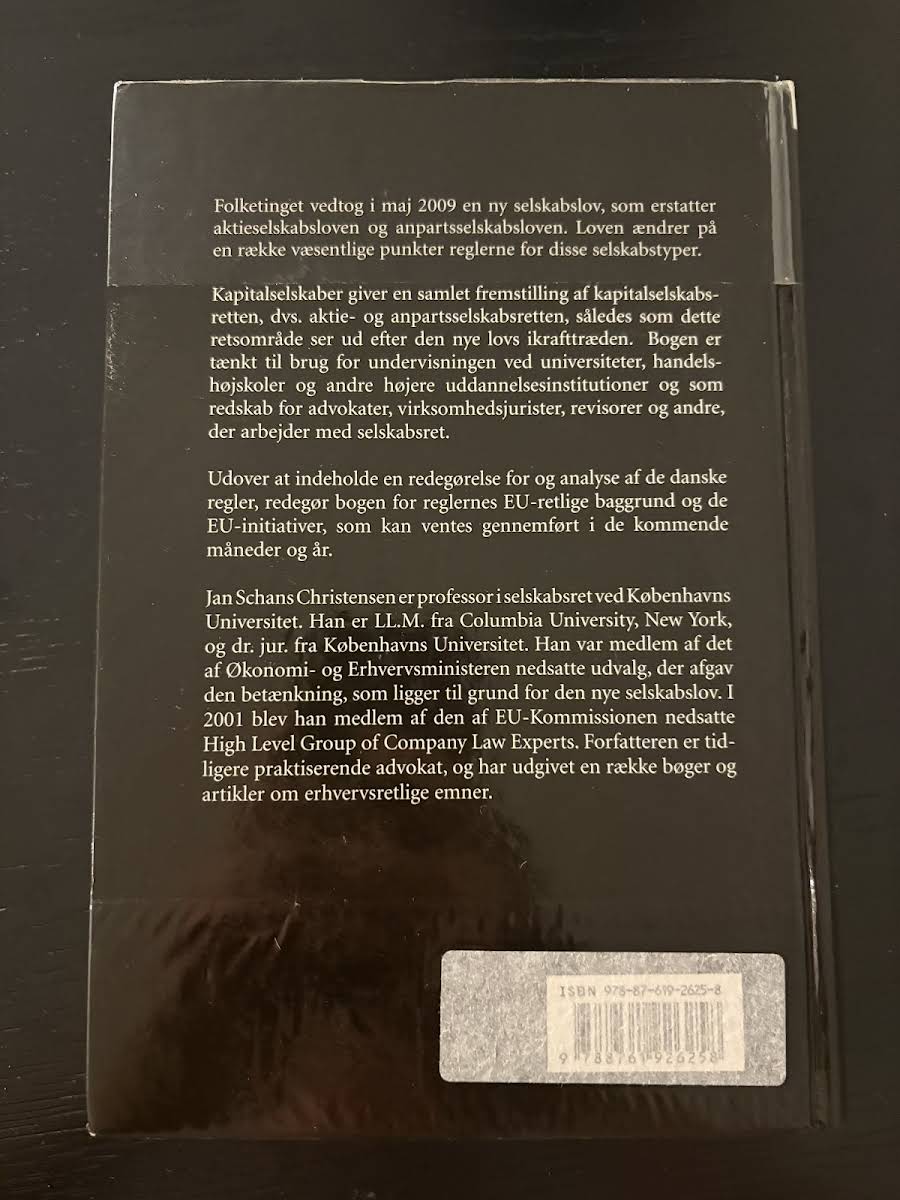 Folketinget vedtog i maj 2009 en ny selskabslov, som erstatter
aktieselskabsloven og anpartsselskabsloven. Loven ændrer på
en række væsentlige punkter reglerne for disse selskabstyper.
Kapitalselskaber giver en samlet fremstilling af kapitalselskabs-
retten, dvs. aktie- og anpartsselskabsretten, således som dette
retsområde ser ud efter den nye lovs ikrafttræden. Bogen er
tænkt til brug for undervisningen ved universiteter, handels-
højskoler og andre højere uddannelsesinstitutioner og som
redskab for advokater, virksomhedsjurister, revisorer og andre,
der arbejder med selskabsret.
Udover at indeholde en redegørelse for og analyse af de danske
regler, redegør bogen for reglernes EU-retlige baggrund og de
EU-initiativer, som kan ventes gennemført i de kommende
måneder og år.
Jan Schans Christensen er professor i selskabsret ved Københavns
Universitet. Han er LL.M. fra Columbia University, New York,
og dr. jur. fra Københavns Universitet. Han var medlem af det
af Økonomi- og Erhvervsministeren nedsatte udvalg, der afgav
den betænkning, som ligger til grund for den nye selskabslov. I
2001 blev han medlem af den af EU-Kommissionen nedsatte
High Level Group of Company Law Experts. Forfatteren er tid-
ligere praktiserende advokat, og har udgivet en række bøger og
artikler om erhvervsretlige emner.
ISBN 978-87-619-2625-8
9 788761 926258